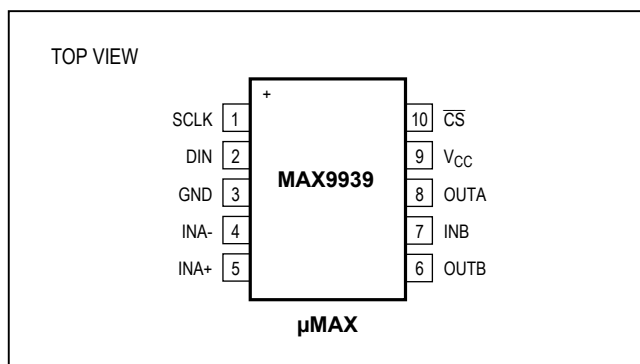 TOP VIEW
+
SCLK 1
DIN 2
GND 3
INA- 4
INA+ 5
MAX9939
10 C̅S̅
9 VCC
8 OUTA
7 INB
6 OUTB
µMAX